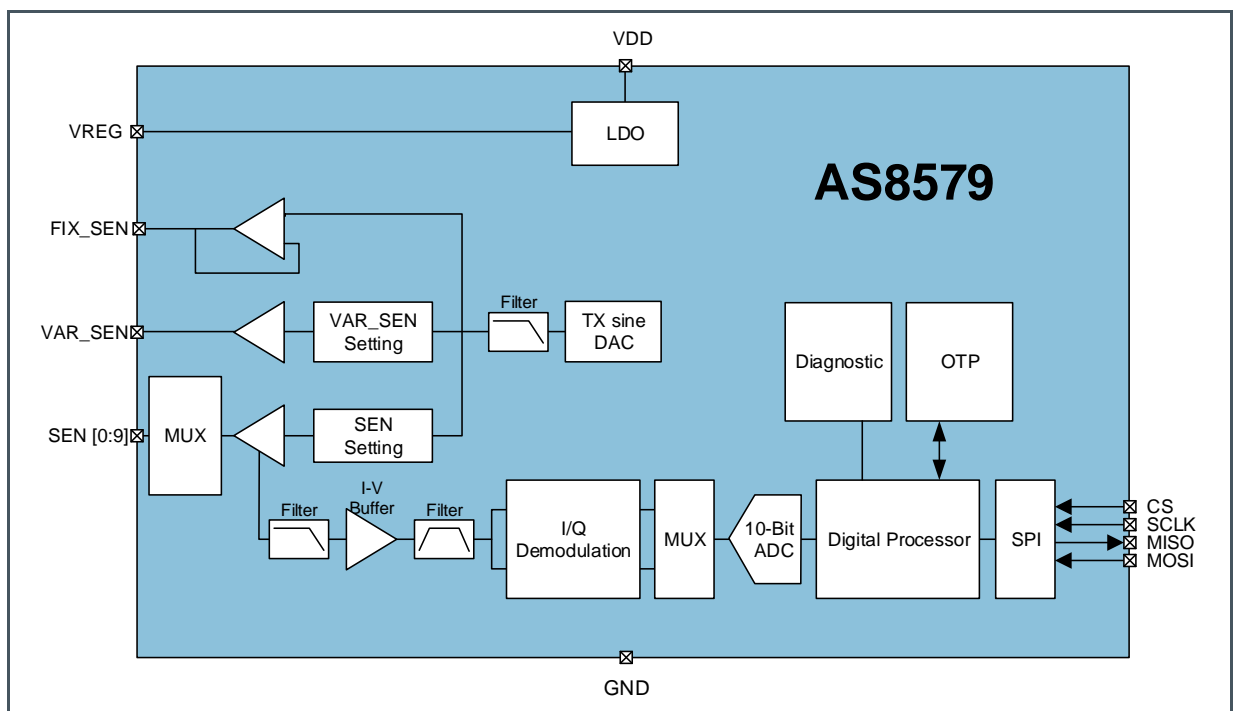 VDD
VREG
LDO
AS8579
FIX_SEN
Filter
VAR_SEN
VAR_SEN
Setting
TX sine
DAC
Diagnostic
OTP
SEN [0:9]
MUX
SEN
Setting
Filter
I-V
Buffer
Filter
I/Q
Demodulation
MUX
10-Bit
ADC
Digital Processor
SPI
CS
SCLK
MISO
MOSI
GND